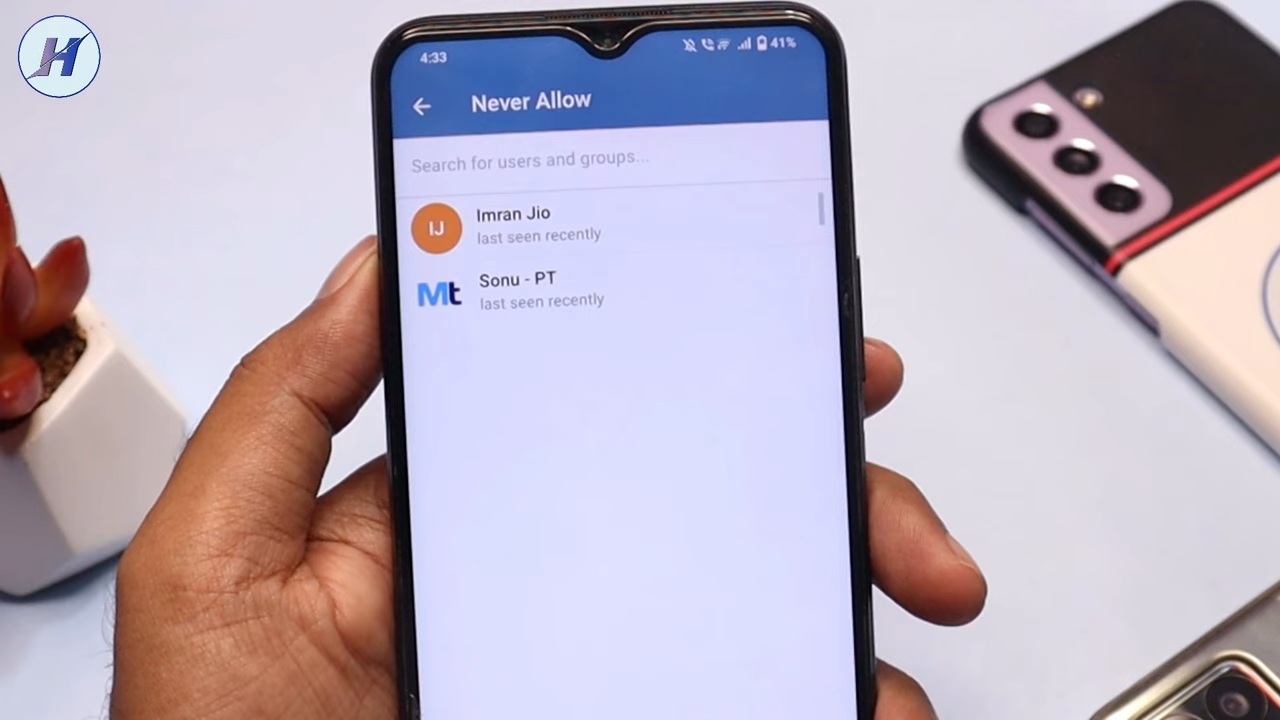 H
4:33
41%
Never Allow
Search for users and groups...
IJ
Imran Jio
last seen recently
Mt
Sonu - PT
last seen recently